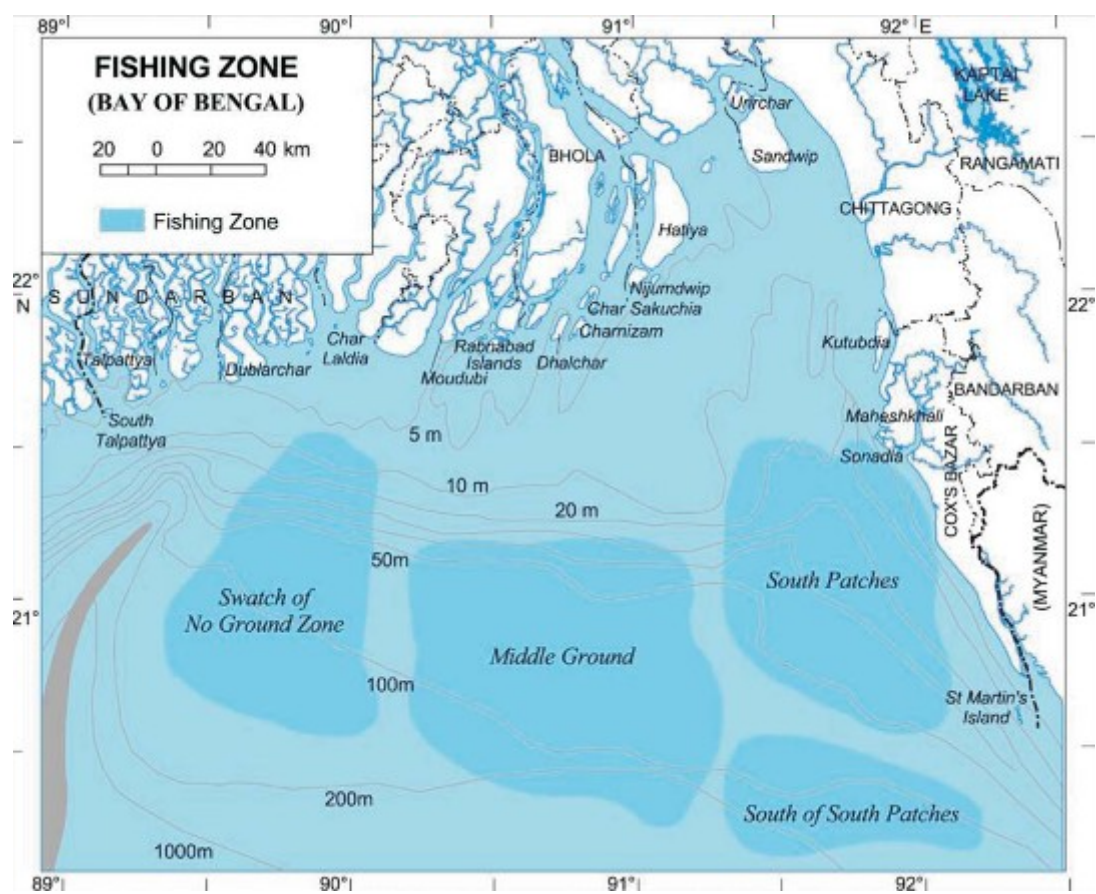 89°
90°
91°
92° E
FISHING ZONE
(BAY OF BENGAL)
20 0 20 40 km
Fishing Zone
KAPTAI
LAKE
Urirchar
BHOLA
Sandwip
RANGAMATI
CHITTAGONG
Hatiya
22°
N
22°
SUNDARBAN
Nijumdwip
Char Sakuchia
Charnizam
Char
Laldia
Rabnabad
Islands
Dhalchar
Kutubdia
Talpattya
Dublarchar
Moudubi
BANDARBAN
Maheshkhali
South
Talpattya
5 m
Sonadia
COX'S BAZAR
10 m
20 m
(MYANMAR)
50m
South Patches
21°
21°
Swatch of
No Ground Zone
Middle Ground
100m
St Martin's
Island
200m
South of South Patches
1000m
89°
90°
91°
92°